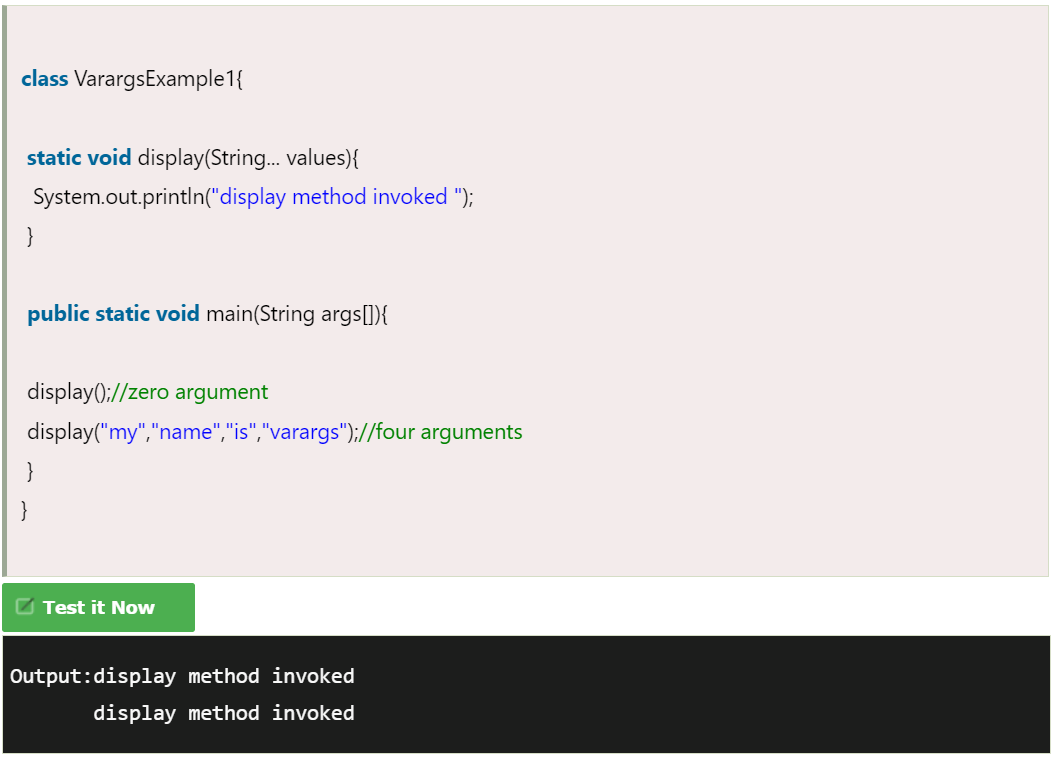 class VarargsExample1{
static void display(String... values){
System.out.println("display method invoked ");
}
public static void main(String args[]){
display();//zero argument
display("my","name","is","varargs");//four arguments
}
}
Test it Now
Output:display method invoked
display method invoked